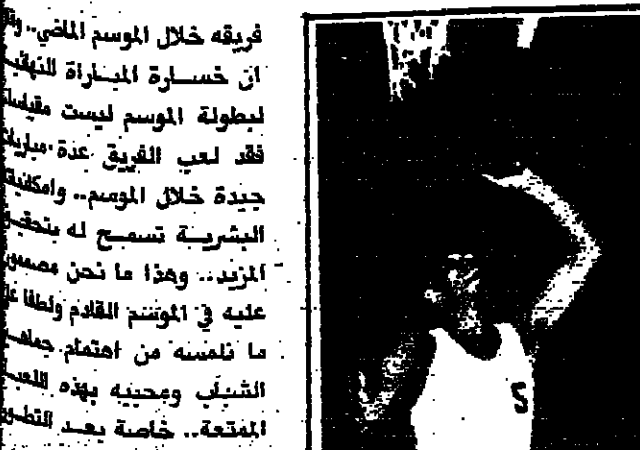 فريقه خلال الموسم الماضي..
ان خسارة المباراة النهائية
لبطولة الموسم ليست مقياسا
فقد لعب الفريق عدة مباريات
جيدة خلال الموسم.. وامكانياته
البشرية تسمح له بتحقيق
المزيد.. وهذا ما نحن مصممون
عليه في الموسم القادم ولطفا
ما نلمسه من اهتمام جماهير
الشباب ومحبيه بهذه اللعبة
الممتعة.. خاصة بعد التطور
S